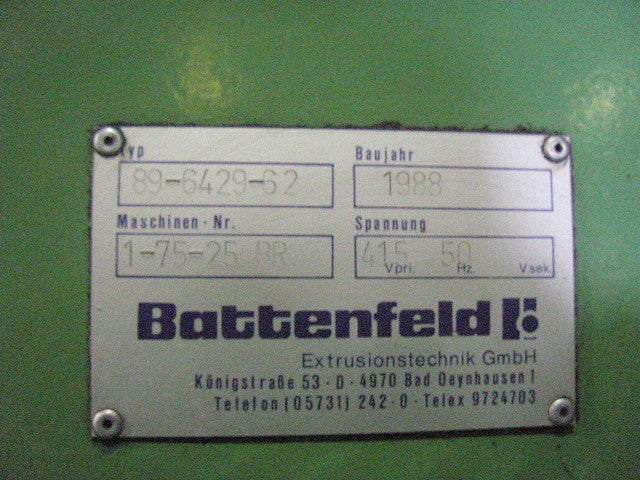 Typ
Baujahr
89-6429-62
1988
Maschinen-Nr.
Spannung
1-75-25 BR
415 Vpri. 50 Hz. Vsek
Battenfeld
Extrusionstechnik GmbH
Königstraße 53 · D - 4970 Bad Oeynhausen 1
Telefon (05731) 242-0 · Telex 9724703